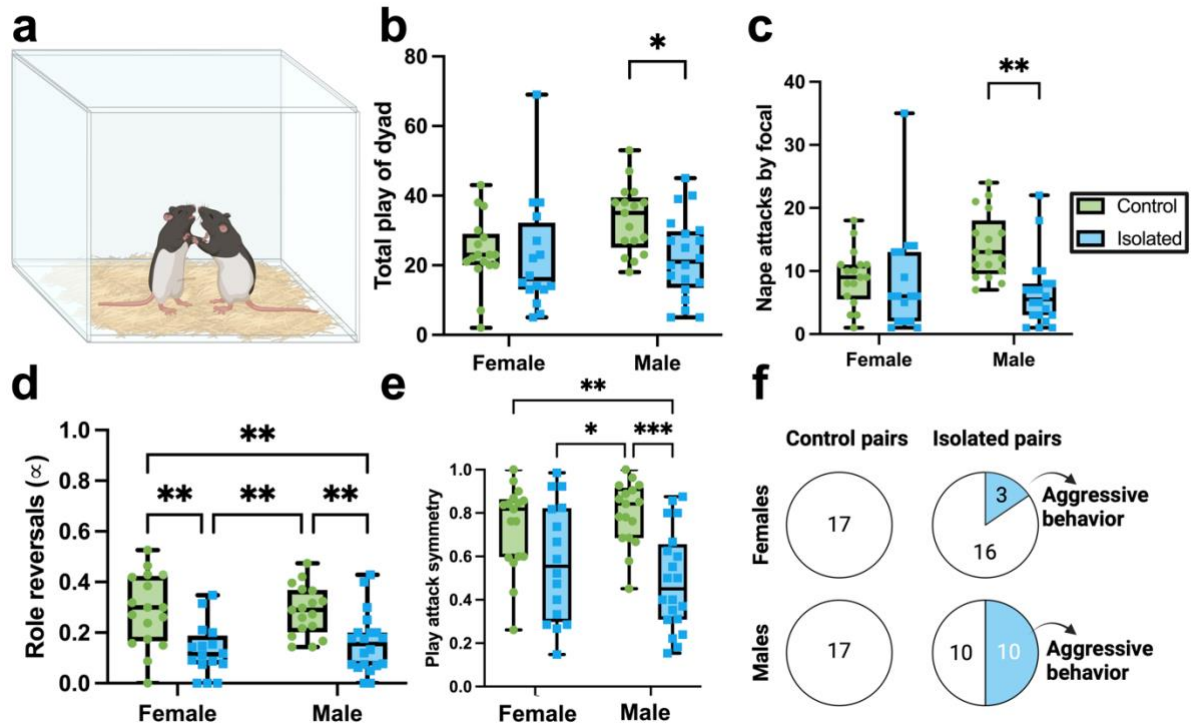 a
b
Total play of dyad
80
60
40
20
0
*
Female
Male
c
Nape attacks by focal
40
30
20
10
0
**
Female
Male
Control
Isolated
d
Role reversals (∝)
1.0
0.8
0.6
0.4
0.2
0.0
**
** ** **
Female
Male
e
Play attack symmetry
1.0
0.8
0.6
0.4
0.2
0.0
**
* ***
Female
Male
f
Control pairs
Isolated pairs
Females
17
3
16
Aggressive
behavior
Males
17
10
10
Aggressive
behavior